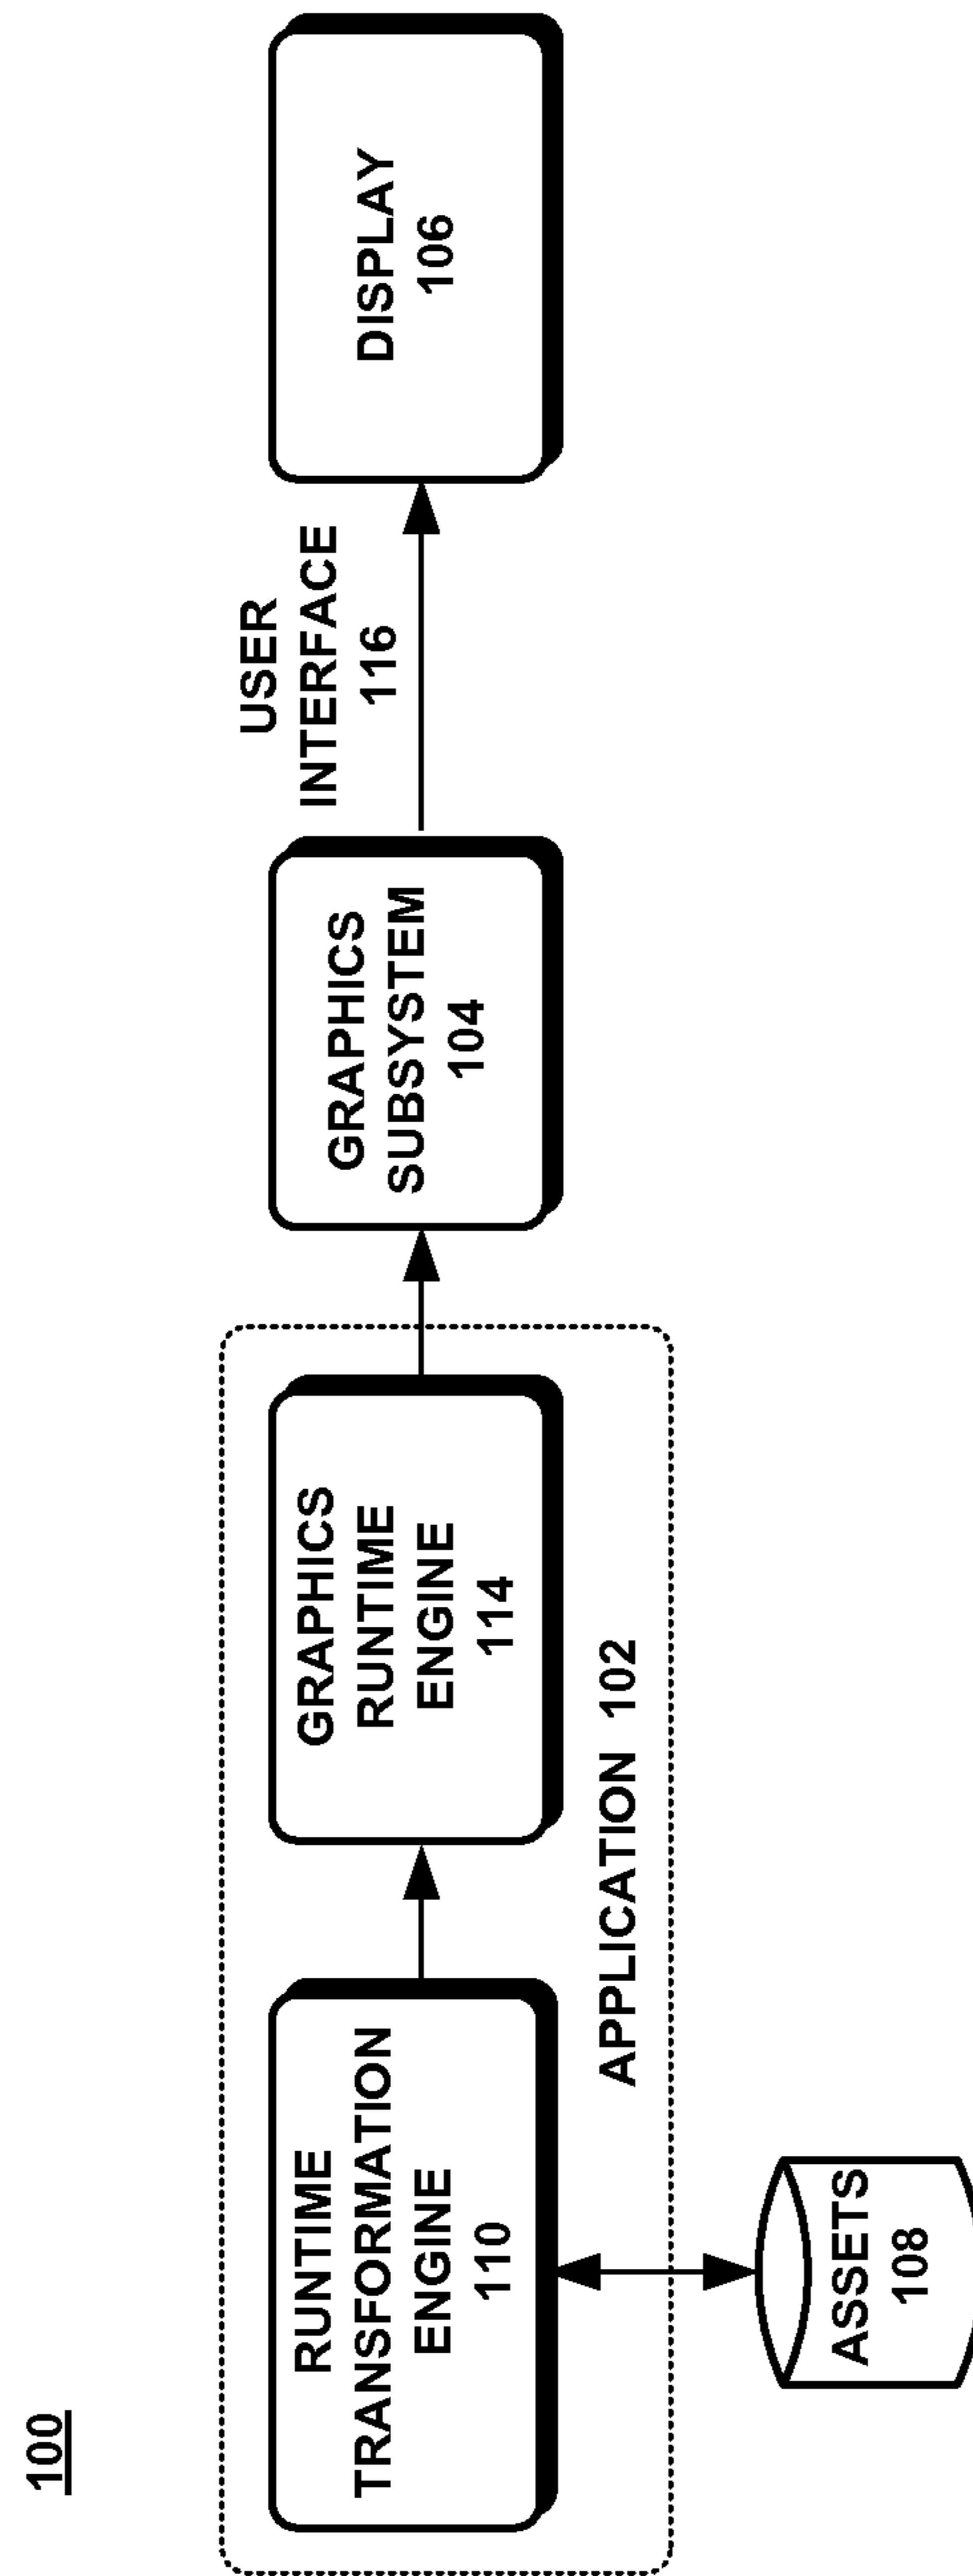 100
RUNTIME
TRANSFORMATION
ENGINE
110
GRAPHICS
RUNTIME
ENGINE
114
APPLICATION 102
ASSETS
108
GRAPHICS
SUBSYSTEM
104
USER
INTERFACE
116
DISPLAY
106